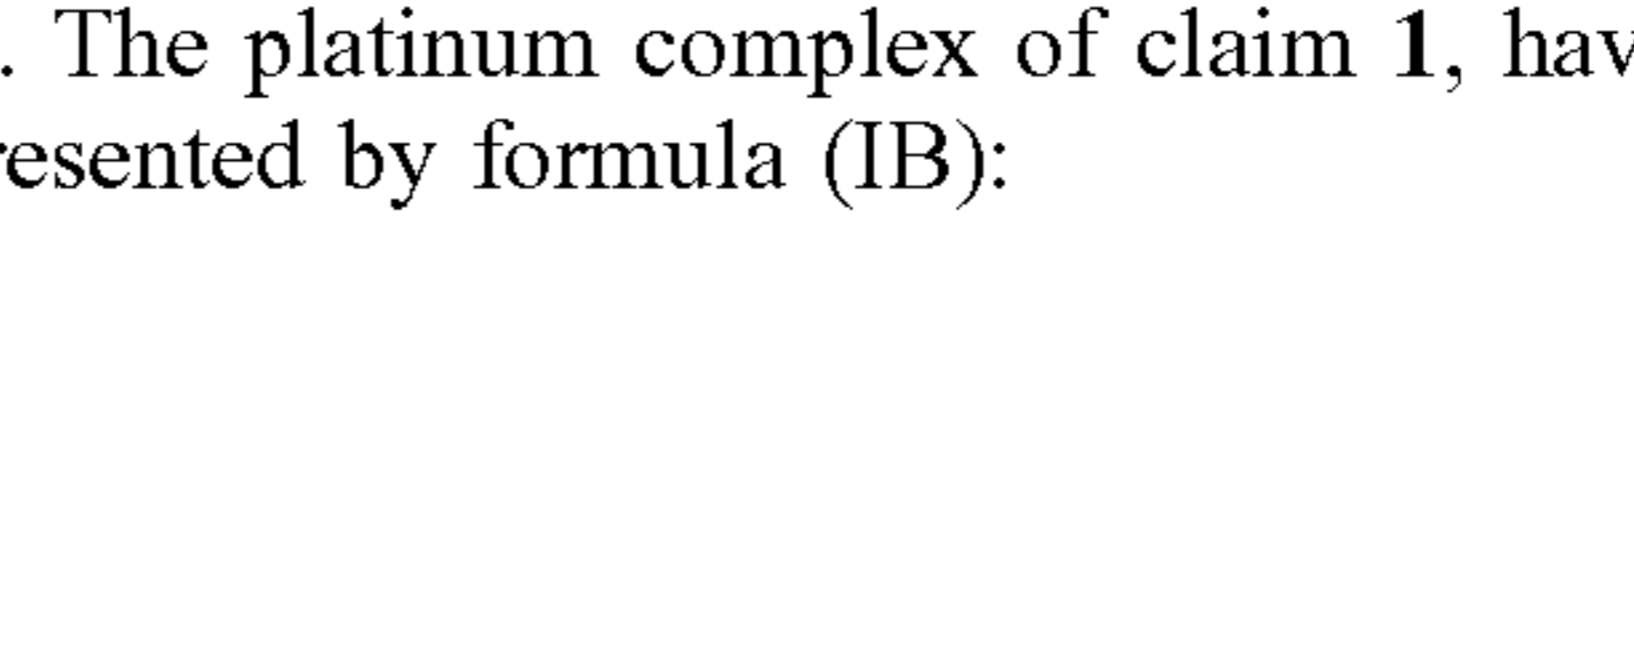 . The platinum complex of claim 1, hav
resented by formula (IB):